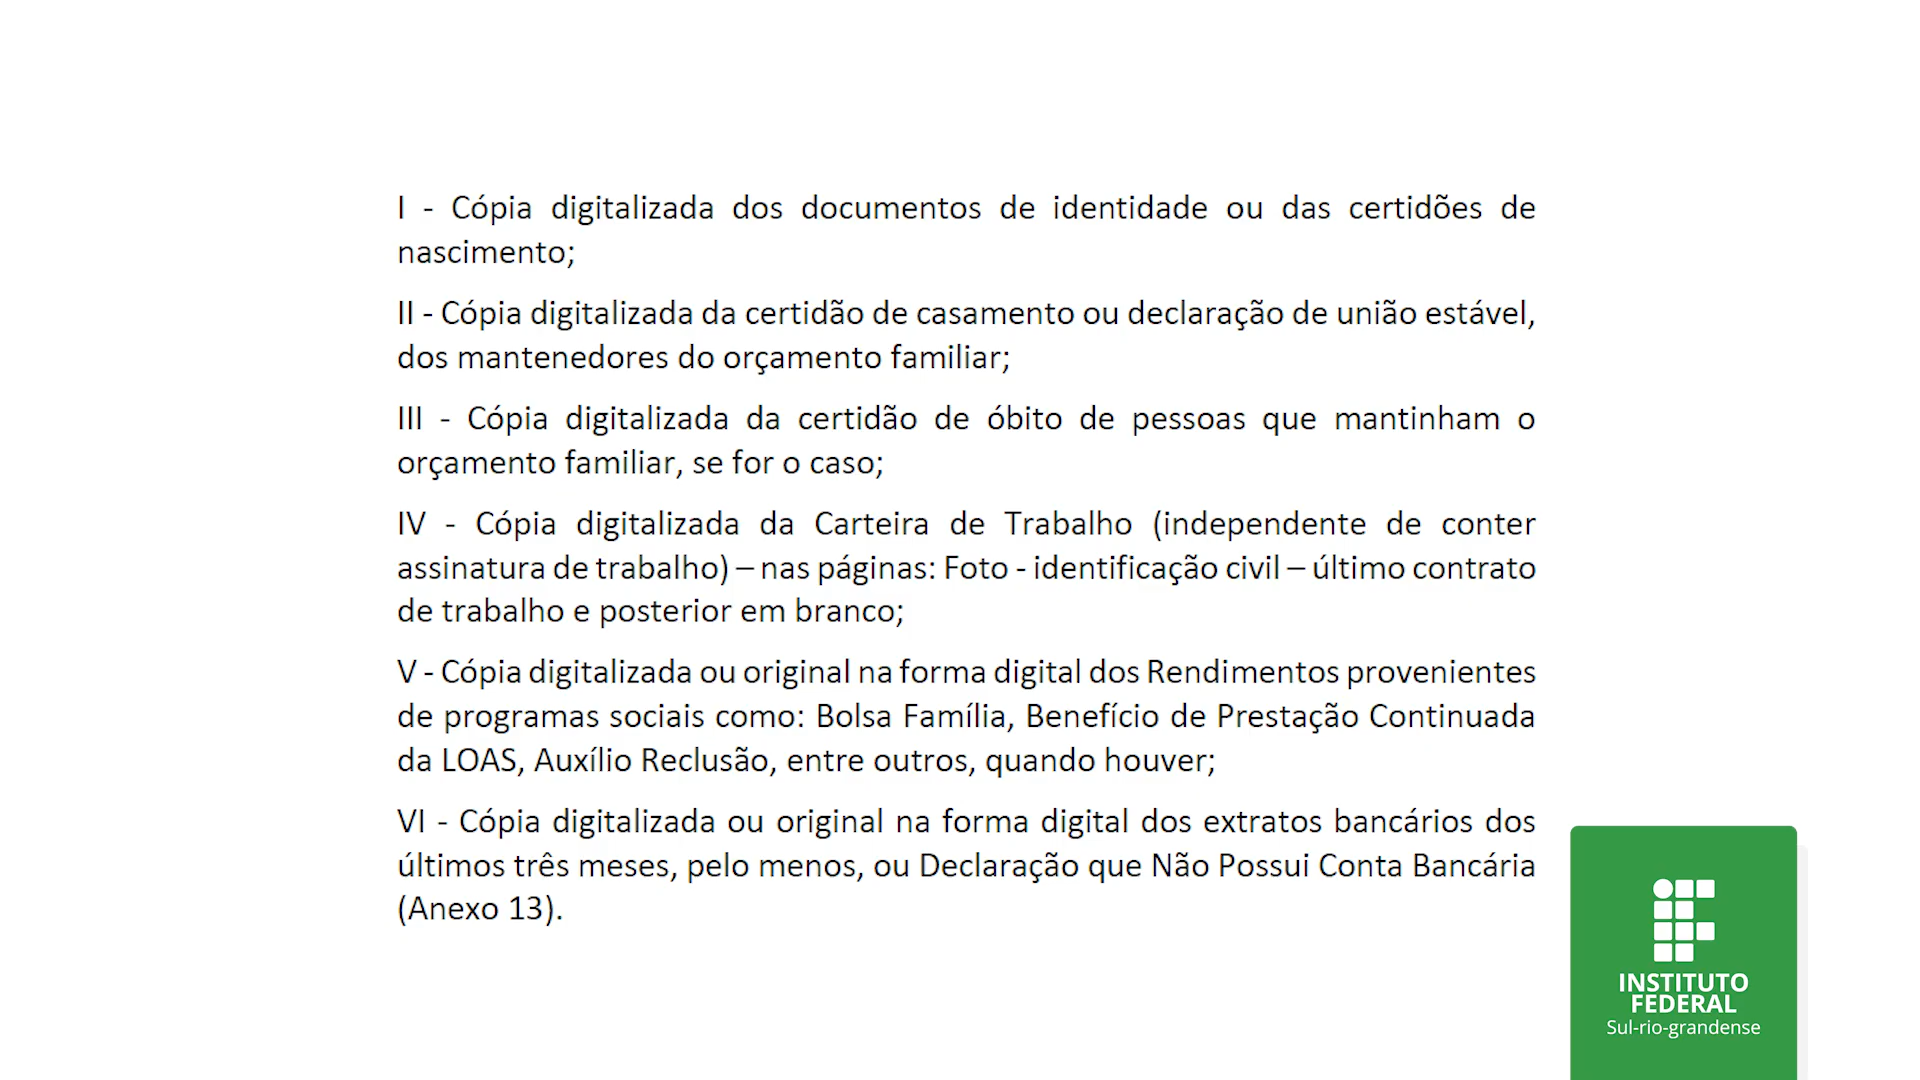 I - Cópia digitalizada dos documentos de identidade ou das certidões de
nascimento;
II - Cópia digitalizada da certidão de casamento ou declaração de união estável,
dos mantenedores do orçamento familiar;
III - Cópia digitalizada da certidão de óbito de pessoas que mantinham o
orçamento familiar, se for o caso;
IV - Cópia digitalizada da Carteira de Trabalho (independente de conter
assinatura de trabalho) – nas páginas: Foto - identificação civil – último contrato
de trabalho e posterior em branco;
V - Cópia digitalizada ou original na forma digital dos Rendimentos provenientes
de programas sociais como: Bolsa Família, Benefício de Prestação Continuada
da LOAS, Auxílio Reclusão, entre outros, quando houver;
VI - Cópia digitalizada ou original na forma digital dos extratos bancários dos
últimos três meses, pelo menos, ou Declaração que Não Possui Conta Bancária
(Anexo 13).
INSTITUTO
FEDERAL
Sul-rio-grandense